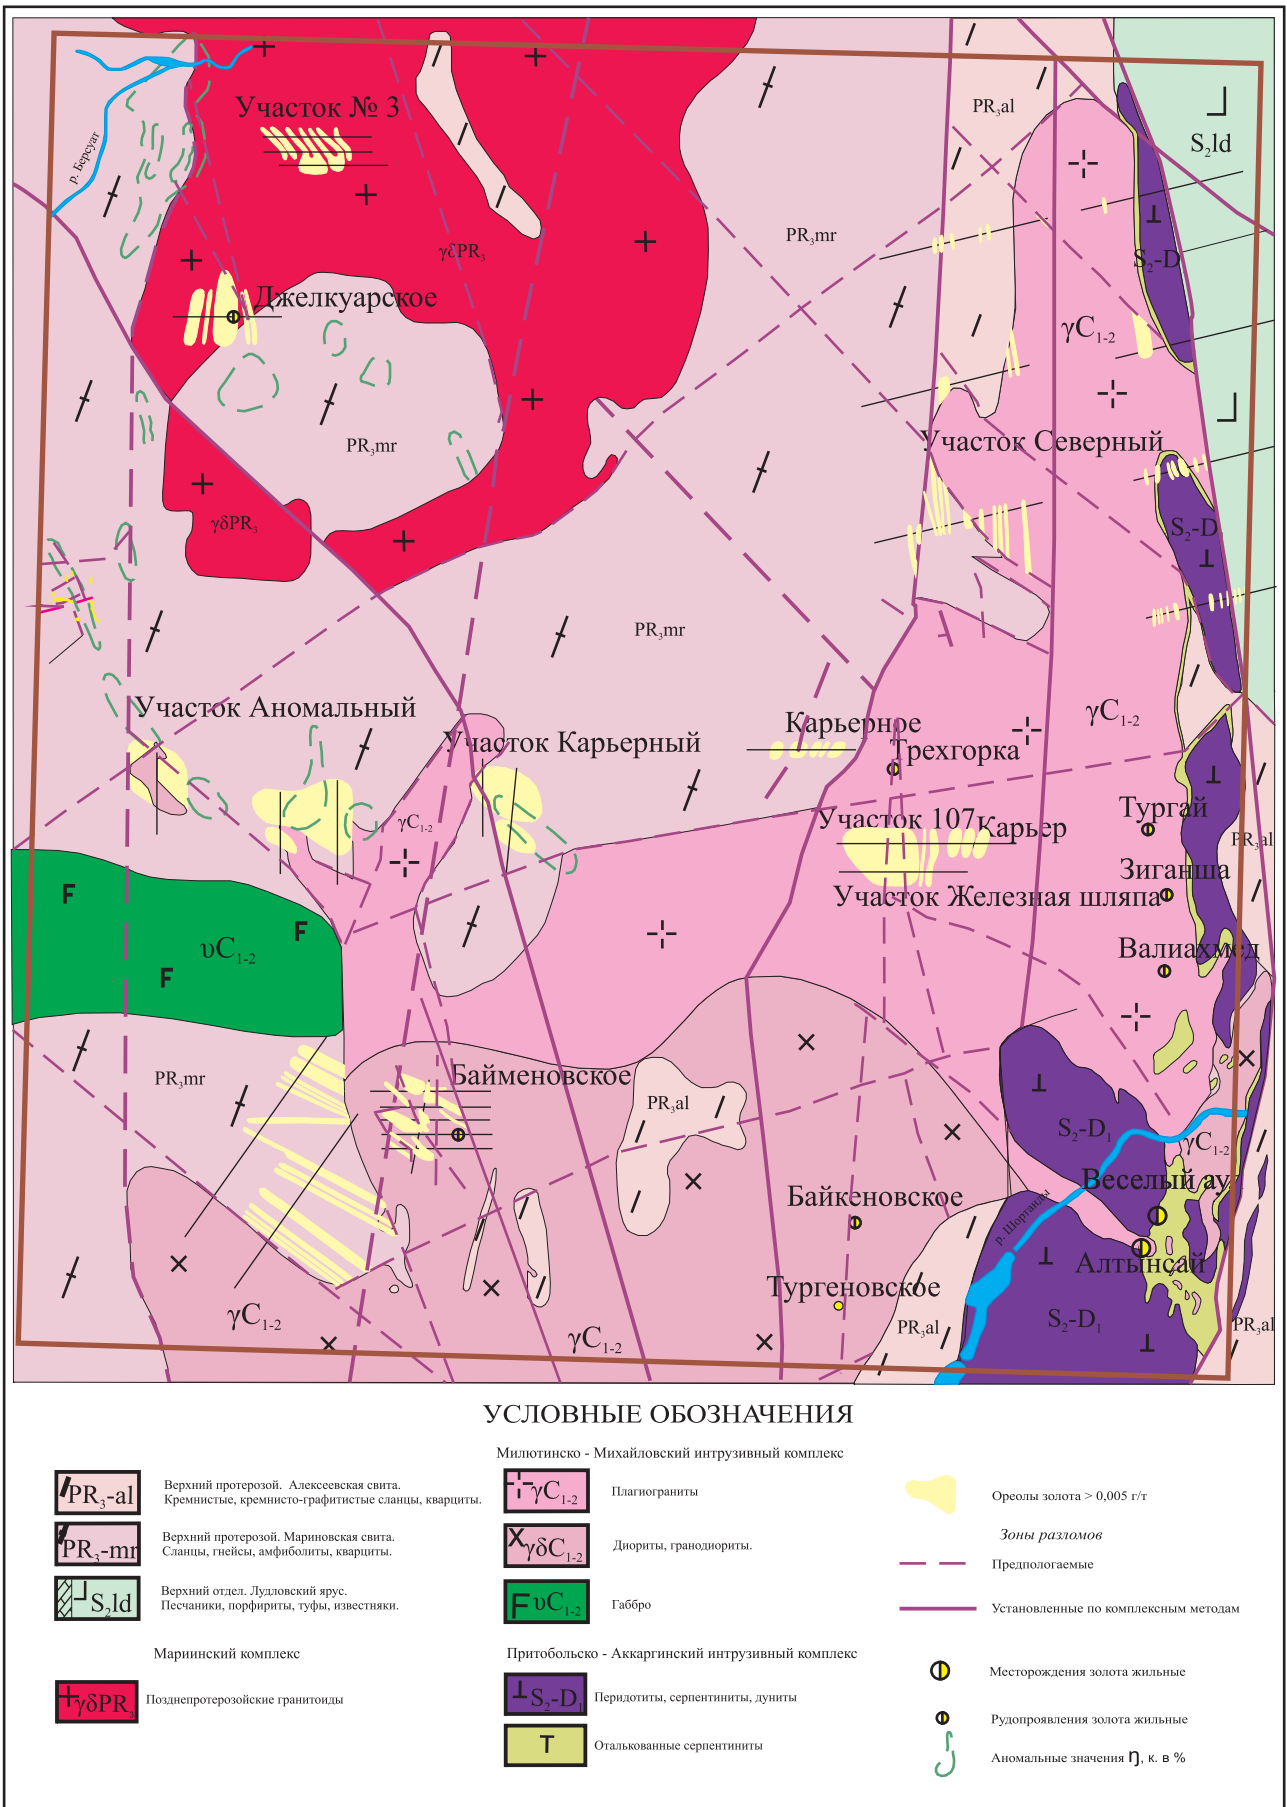 Участок № 3
PR₃al
S₂ld
р. Берсуат
PR₃mr
γδPR₃
S₂-D
Джелкуарское
γC₁₋₂
PR₃mr
Участок Северный
γδPR₃
S₂-D
PR₃mr
Участок Аномальный
γC₁₋₂
Карьерное
Участок Карьерный
Трехгорка
Тургай
γC₁₋₂
Участок 107
Карьер
PR₃al
Зиганша
Участок Железная шляпа
υC₁₋₂
Валиахмед
PR₃mr
Байменовское
PR₃al
S₂-D₁
γC₁₋₂
Веселый ау
Байкеновское
р. Шортанды
Алтынсай
Тургеновское
γC₁₋₂
S₂-D₁
PR₃al
PR₃al
γC₁₋₂
УСЛОВНЫЕ ОБОЗНАЧЕНИЯ
Милютинско - Михайловский интрузивный комплекс
PR₃-al
Верхний протерозой. Алексеевская свита.
Кремнистые, кремнисто-графитистые сланцы, кварциты.
PR₃-mr
Верхний протерозой. Мариновская свита.
Сланцы, гнейсы, амфиболиты, кварциты.
S₂ld
Верхний отдел. Лудловский ярус.
Песчаники, порфириты, туфы, известняки.
Мариинский комплекс
γδPR₃
Позднепротерозойские гранитоиды
γC₁₋₂
Плагиограниты
γδC₁₋₂
Диориты, гранодиориты.
υC₁₋₂
Габбро
Притобольско - Аккаргинский интрузивный комплекс
S₂-D₁
Перидотиты, серпентиниты, дуниты
Оталькованные серпентиниты
Ореолы золота > 0,005 г/т
Зоны разломов
Предпологаемые
Установленные по комплексным методам
Месторождения золота жильные
Рудопроявления золота жильные
Аномальные значения η, к. в %